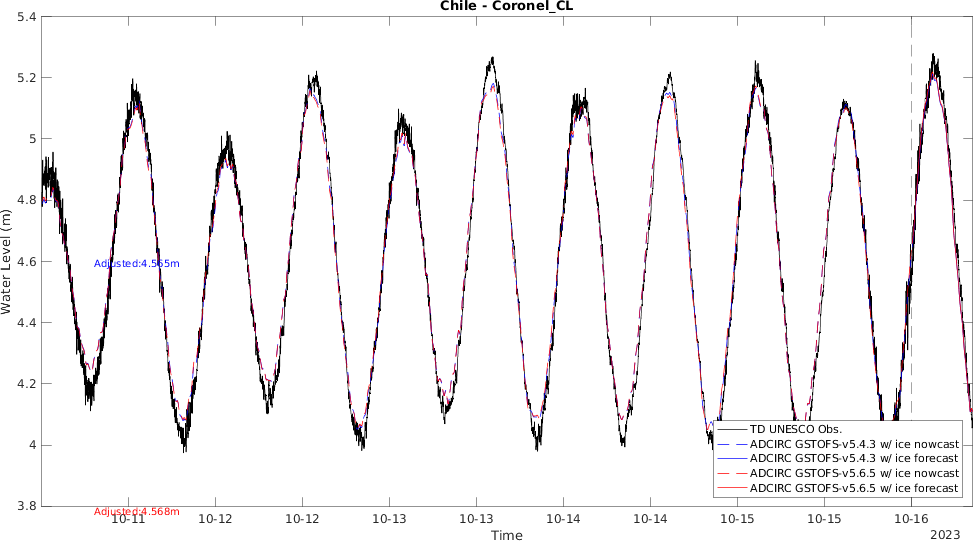 Chile - Coronel_CL
5.4
5.2
5
4.8
4.6
4.4
4.2
4
3.8
Water Level (m)
Adjusted:4.565m
Adjusted:4.568m
TD UNESCO Obs.
ADCIRC GSTOFS-v5.4.3 w/ ice nowcast
ADCIRC GSTOFS-v5.4.3 w/ ice forecast
ADCIRC GSTOFS-v5.6.5 w/ ice nowcast
ADCIRC GSTOFS-v5.6.5 w/ ice forecast
10-11 10-12 10-12 10-13 10-13 10-14 10-14 10-15 10-15 10-16
Time
2023